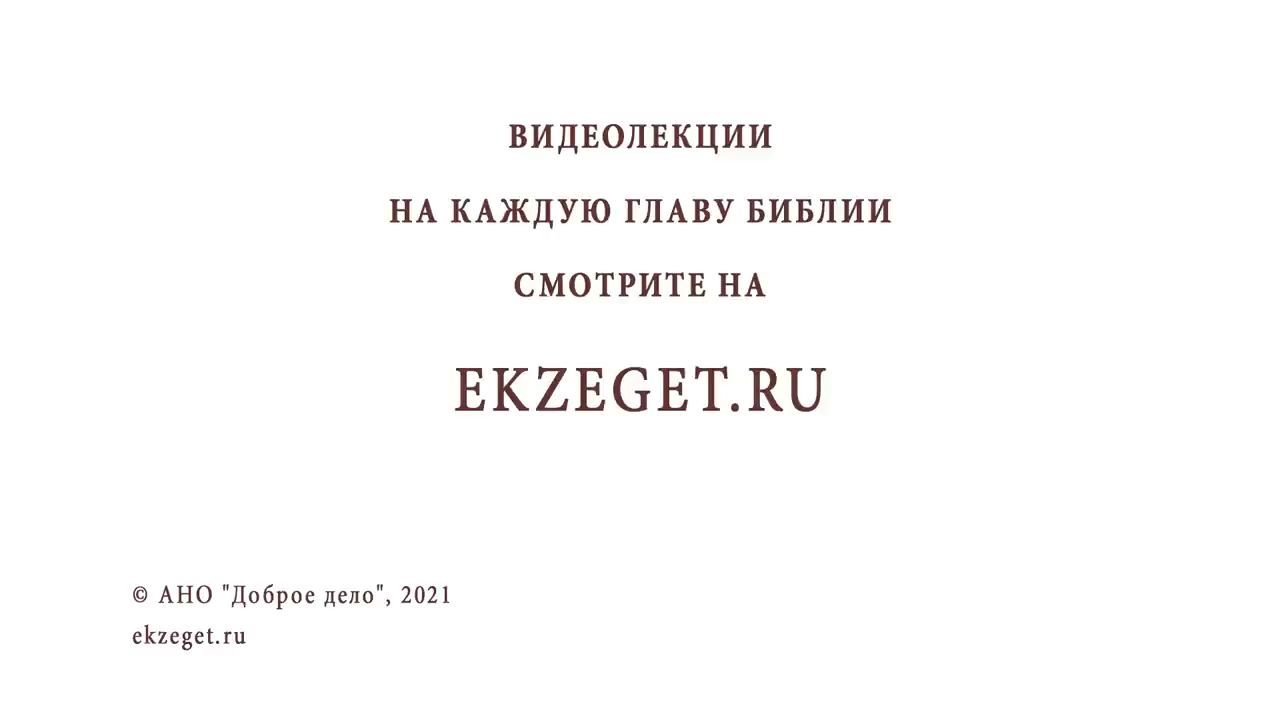 ВИДЕОЛЕКЦИИ
НА КАЖДУЮ ГЛАВУ БИБЛИИ
СМОТРИТЕ НА
EKZEGET.RU
© АНО "Доброе дело", 2021
ekzeget.ru